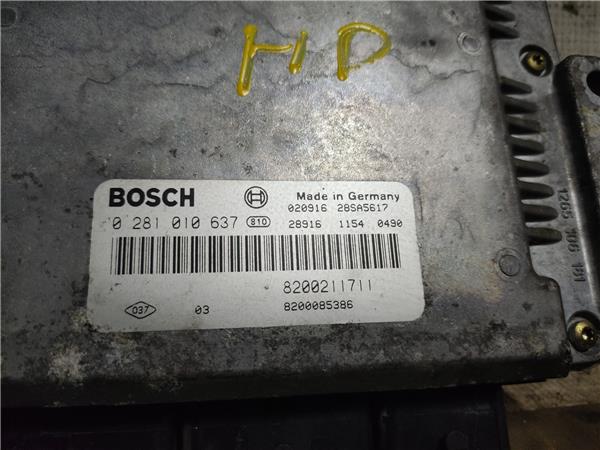 HP
BOSCH
Made in Germany
020916 28SA5617
0 281 010 637 810
28916 1154 0490
8200211711
037 03 8200085386